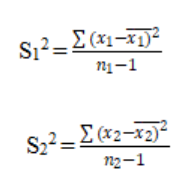 S₁² = ∑(x₁–x̅₁)² / n₁–1
S₂² = ∑(x₂–x̅₂)² / n₂–1